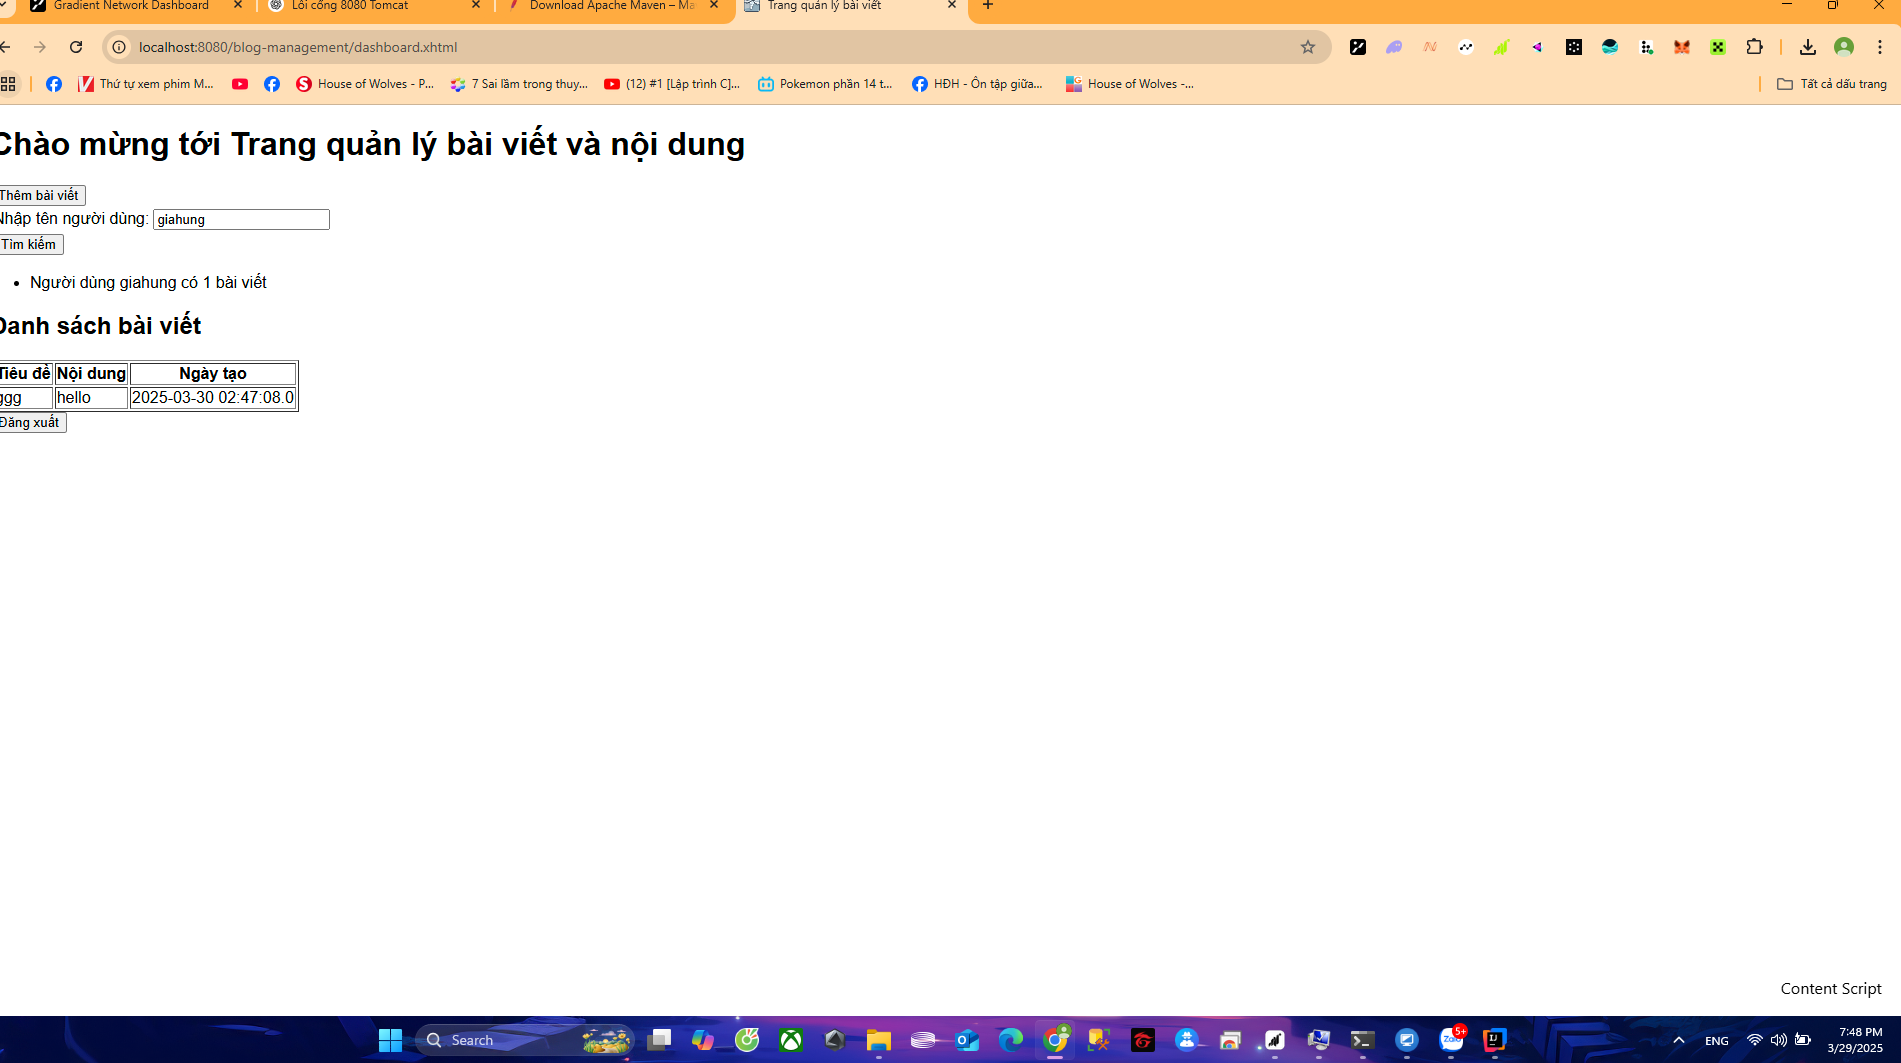 Gradient Network Dashboard
Lỗi cổng 8080 Tomcat
Download Apache Maven – Ma
Trang quản lý bài viết
localhost:8080/blog-management/dashboard.xhtml
Thứ tự xem phim M...
House of Wolves - P...
7 Sai lầm trong thuy...
(12) #1 [Lập trình C]...
Pokemon phần 14 t...
HĐH - Ôn tập giữa...
House of Wolves -...
Tất cả dấu trang
Chào mừng tới Trang quản lý bài viết và nội dung
Thêm bài viết
Nhập tên người dùng: giahung
Tìm kiếm
Người dùng giahung có 1 bài viết
Danh sách bài viết
Tiêu đề Nội dung Ngày tạo
ggg hello 2025-03-30 02:47:08.0
Đăng xuất
Content Script
Search
Zalo
5+
ENG
7:48 PM
3/29/2025